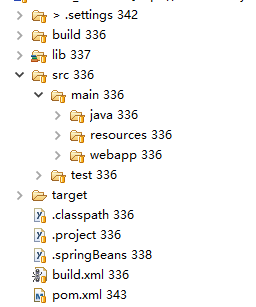 > .settings 342
build 336
lib 337
src 336
main 336
java 336
resources 336
webapp 336
test 336
target
.classpath 336
.project 336
.springBeans 338
build.xml 336
pom.xml 343